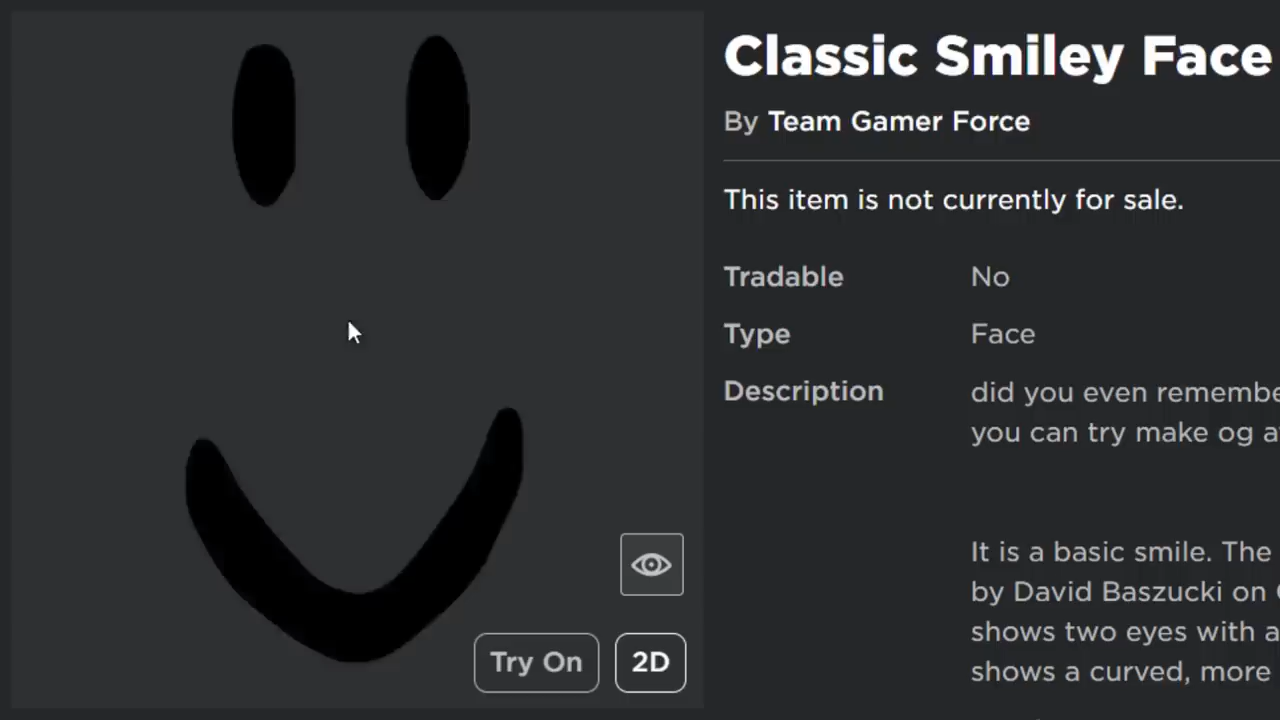 Classic Smiley Face
By Team Gamer Force
This item is not currently for sale.
Tradable No
Type Face
Description did you even remembe
you can try make og a
It is a basic smile. The
by David Baszucki on
shows two eyes with a
shows a curved, more
Try On 2D